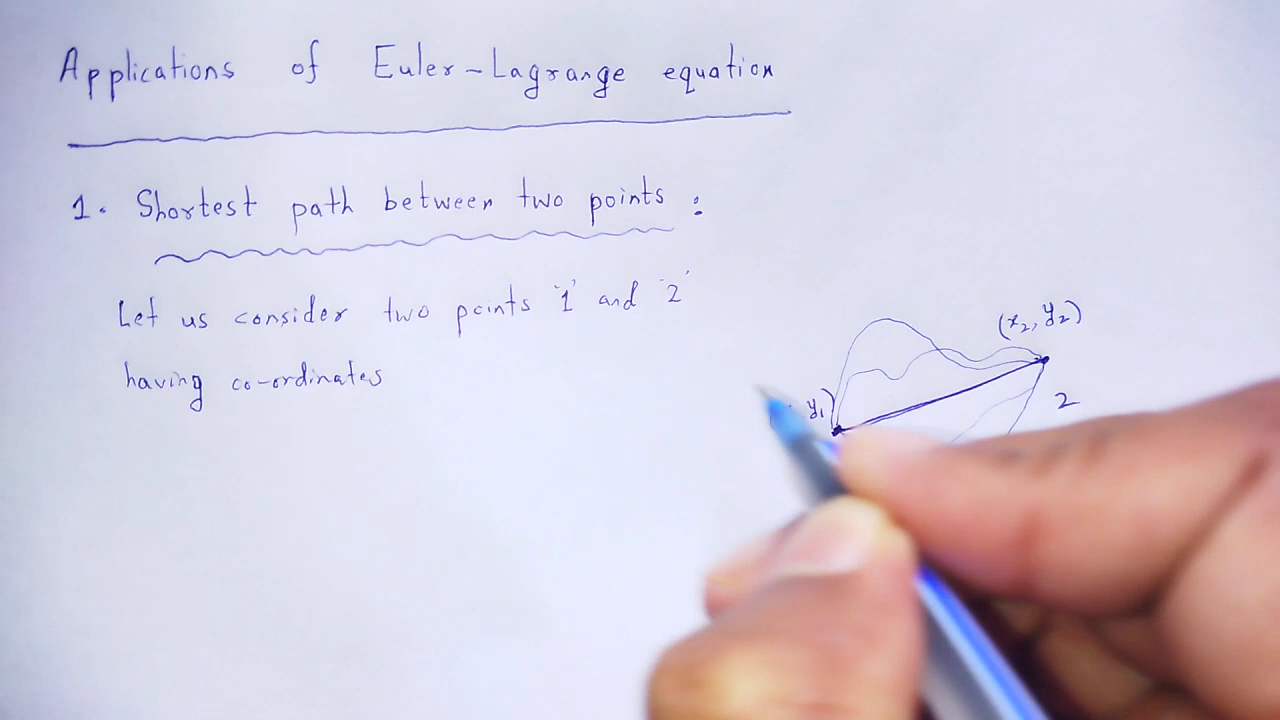 Applications of Euler-Lagrange equation
1. Shortest path between two points :
Let us consider two points '1' and '2'
having co-ordinates
(x₂, y₂)
y₁)
2